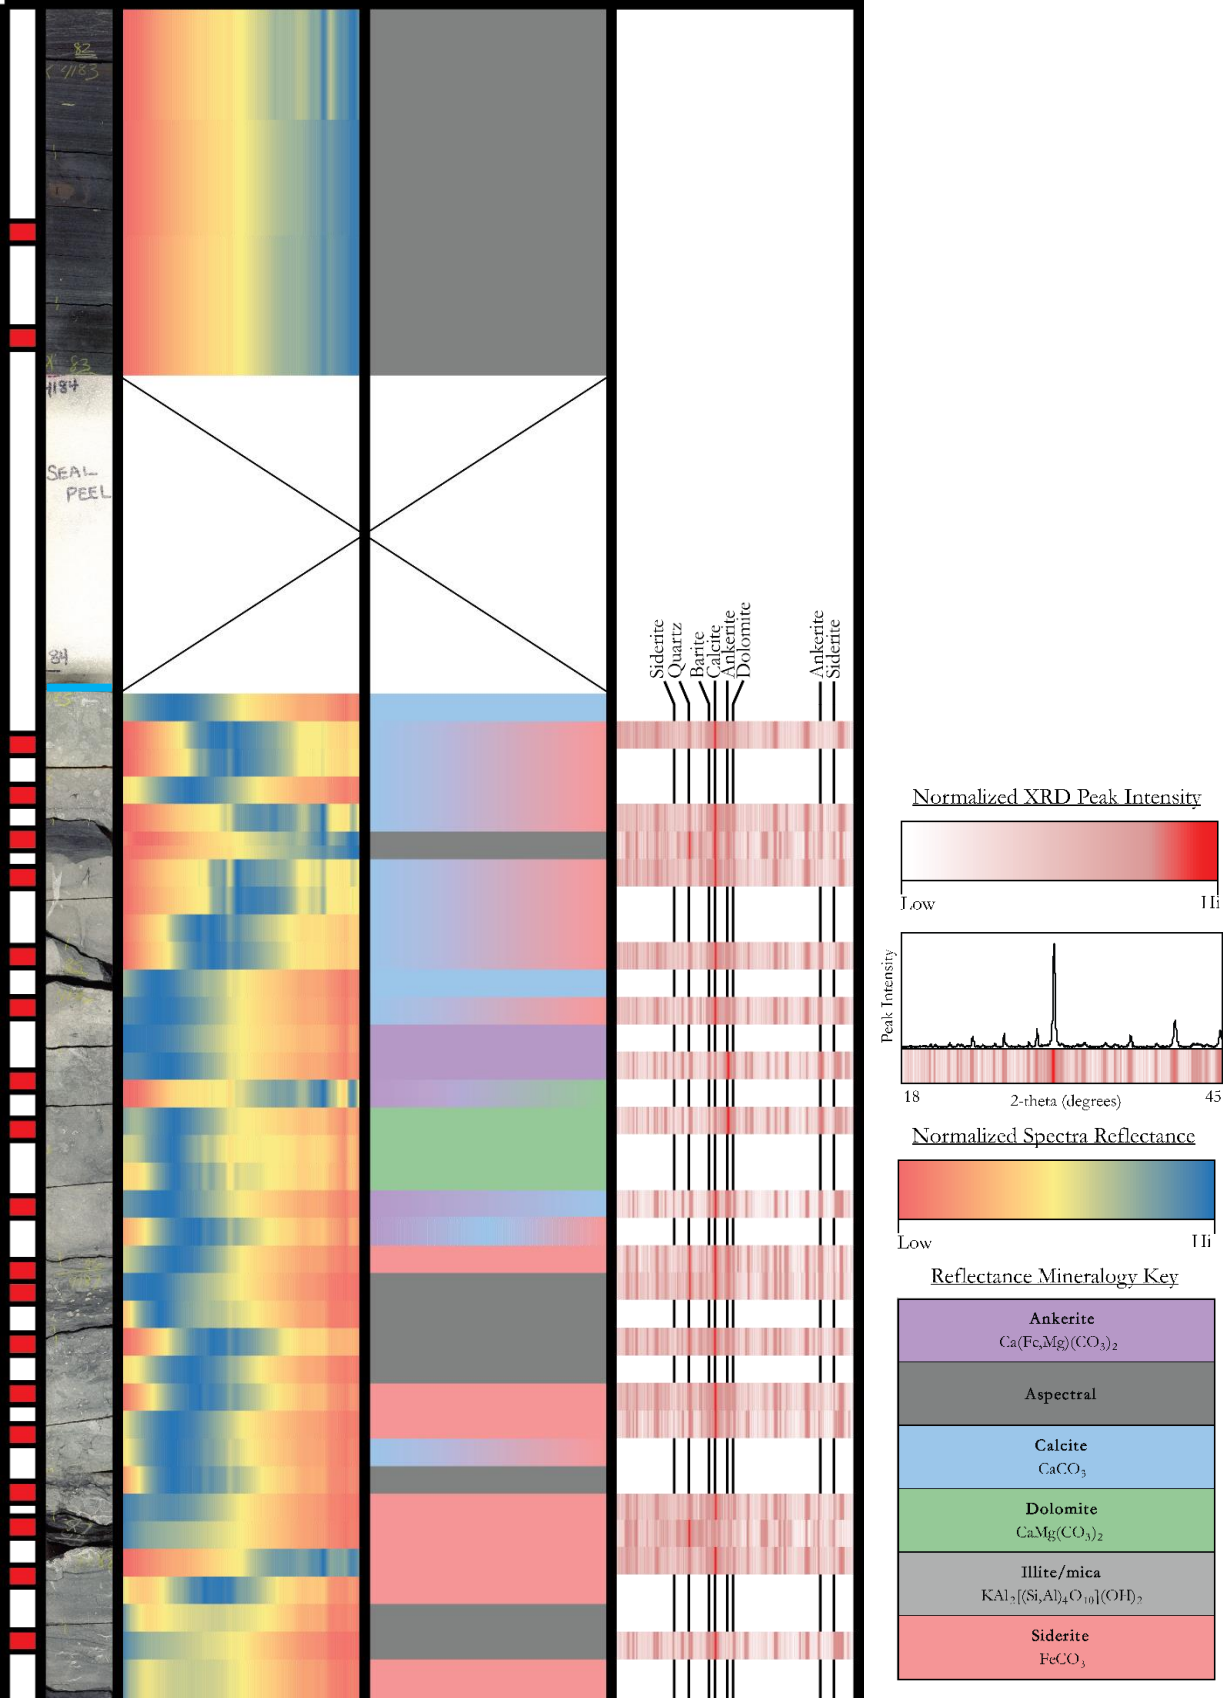 82
4183
83
4184
SEAL
PEEL
84
Siderite
Quartz
Barite
Calcite
Ankerite
Dolomite
Ankerite
Siderite
Normalized XRD Peak Intensity
Low Hi
Peak Intensity
18 45
2-theta (degrees)
Normalized Spectra Reflectance
Low Hi
Reflectance Mineralogy Key
Ankerite
Ca(Fe,Mg)(CO₃)₂
Aspectral
Calcite
CaCO₃
Dolomite
CaMg(CO₃)₂
Illite/mica
KAl₂[(Si,Al)₄O₁₀](OH)₂
Siderite
FeCO₃